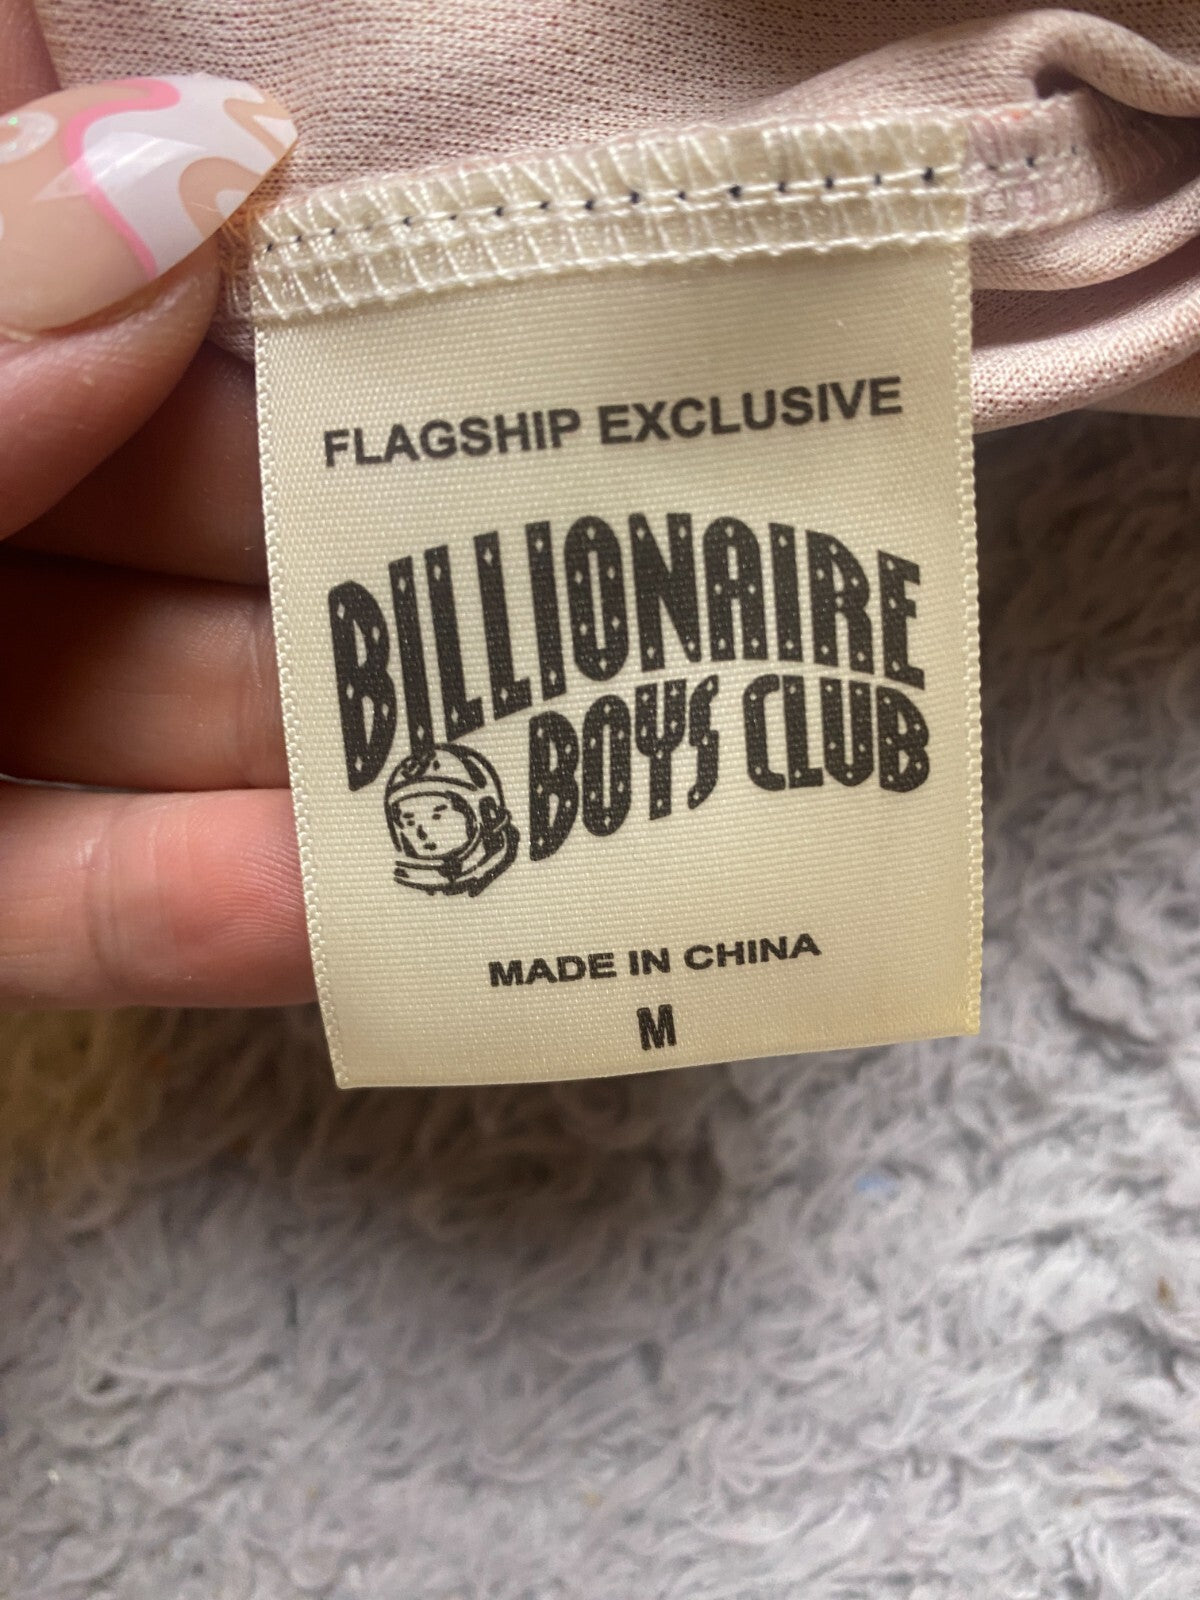 FLAGSHIP EXCLUSIVE
BILLIONAIRE
BOYS CLUB
MADE IN CHINA
M